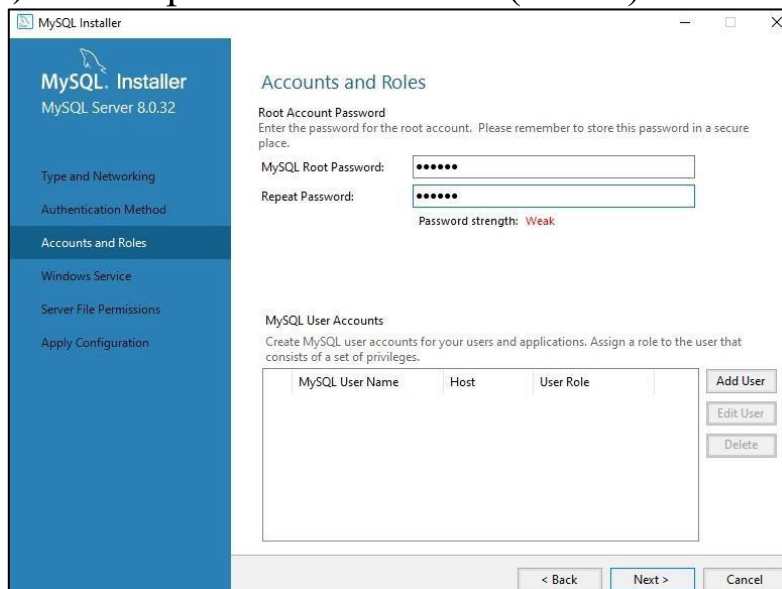 MySQL Installer
MySQL. Installer
MySQL Server 8.0.32
Type and Networking
Authentication Method
Accounts and Roles
Windows Service
Server File Permissions
Apply Configuration
Accounts and Roles
Root Account Password
Enter the password for the root account. Please remember to store this password in a secure
place.
MySQL Root Password: ●●●●●●
Repeat Password: ●●●●●●
Password strength: Weak
MySQL User Accounts
Create MySQL user accounts for your users and applications. Assign a role to the user that
consists of a set of privileges.
MySQL User Name Host User Role
Add User
Edit User
Delete
< Back Next > Cancel